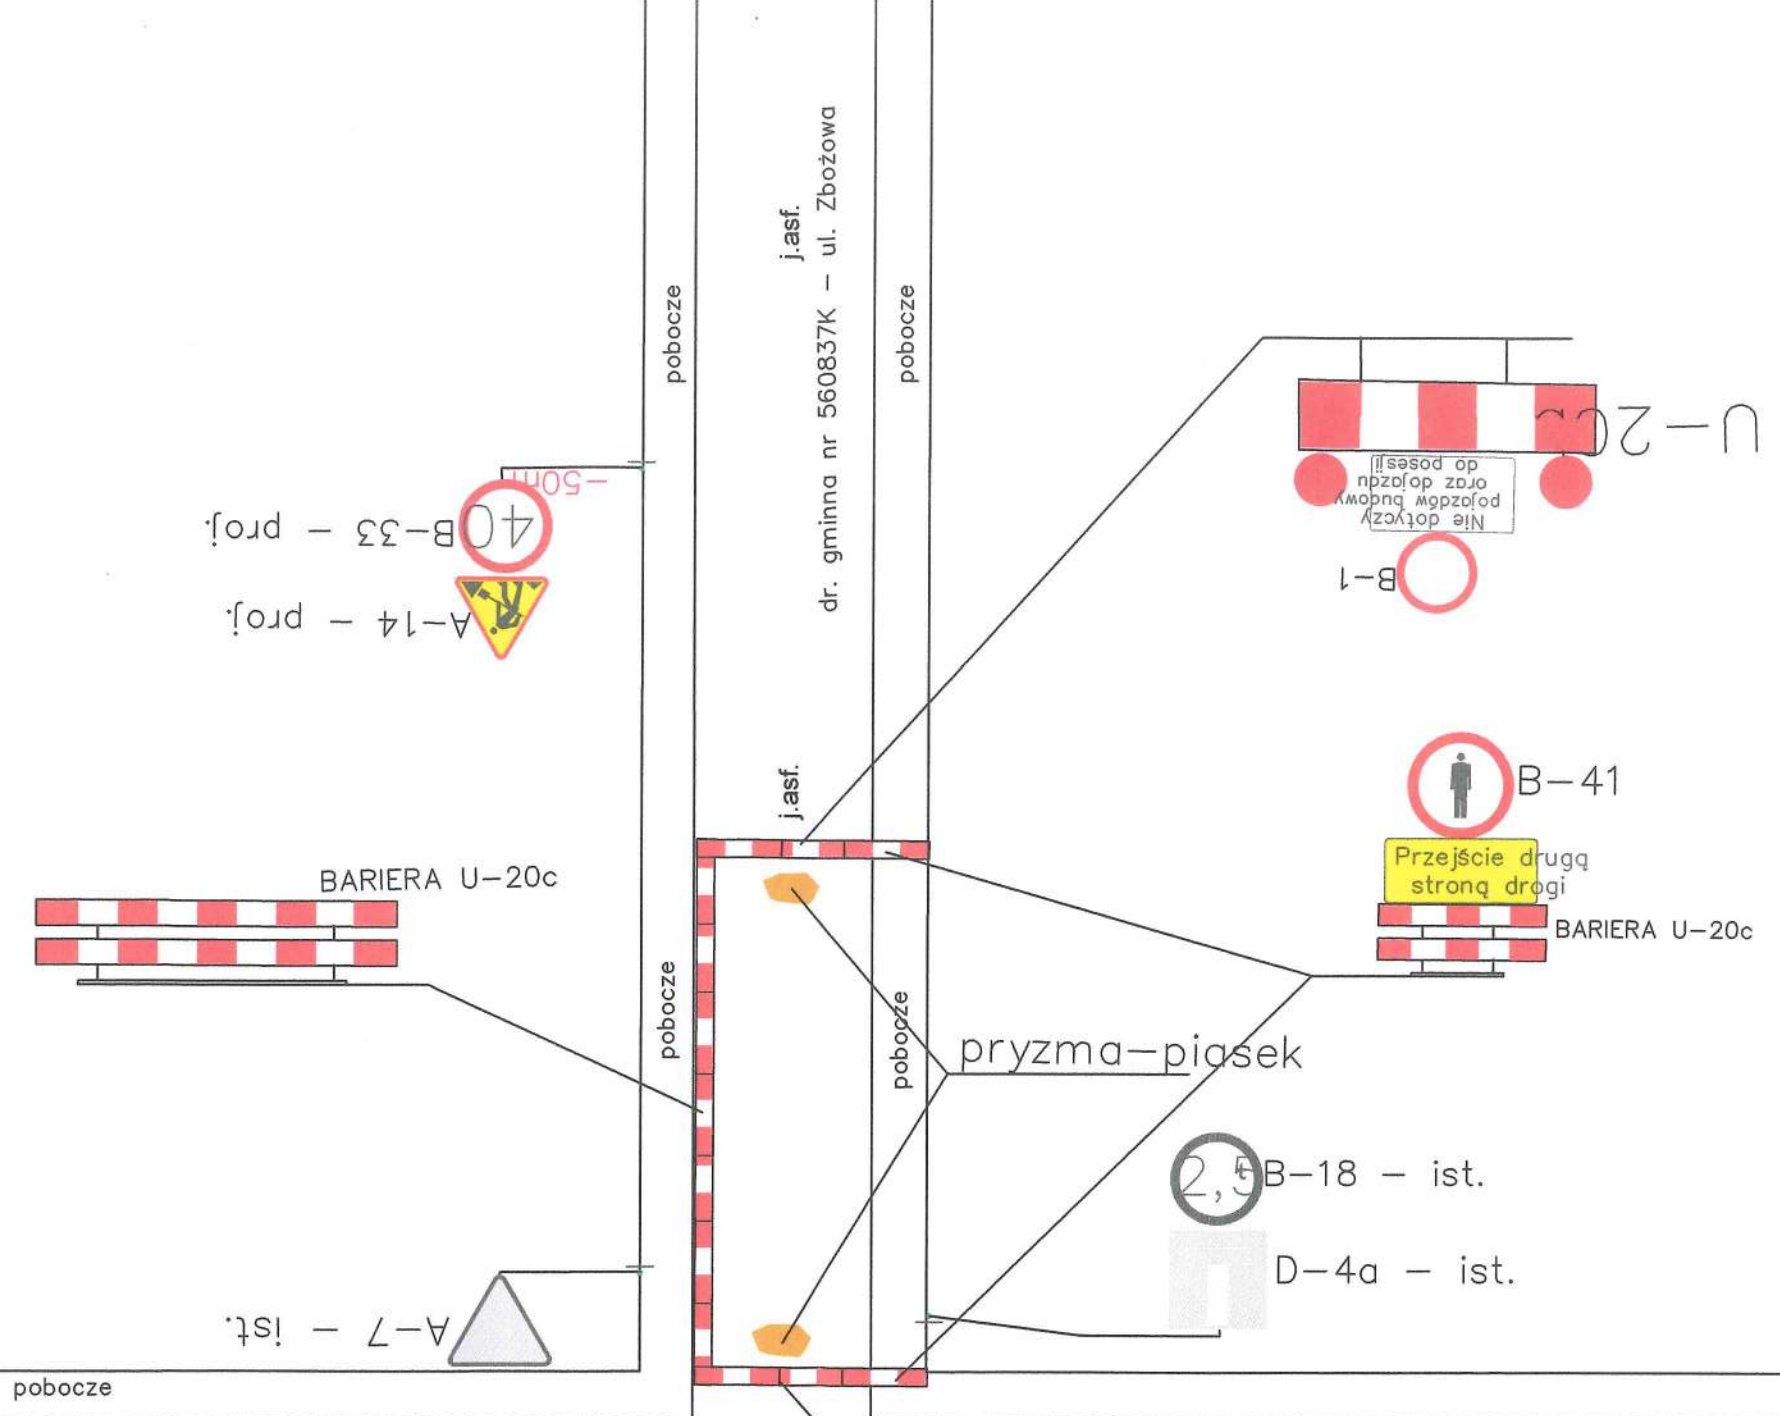 j.asf.
dr. gminna nr 560837K – ul. Zbożowa
pobocze
pobocze
-50m
40
B-33 – proj.
A-14 – proj.
U-20c
Nie dotyczy
pojazdów budowy
oraz dojazdu
do posesji
B-1
j.asf.
B-41
Przejście drugą
stroną drogi
BARIERA U-20c
BARIERA U-20c
pobocze
pobocze
pryzma-piasek
2,5
B-18 – ist.
D-4a – ist.
A-7 – ist.
pobocze